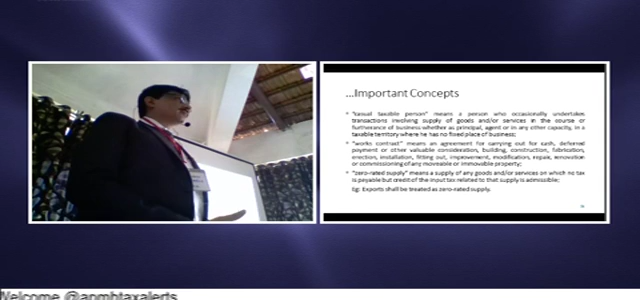 ...Important Concepts
• "casual taxable person" means a person who occasionally undertakes
transactions involving supply of goods and/or services in the course or
furtherance of business whether as principal, agent or in any other capacity, in a
taxable territory where he has no fixed place of business;
• "works contract" means an agreement for carrying out for cash, deferred
payment or other valuable consideration, building, construction, fabrication,
erection, installation, fitting out, improvement, modification, repair, renovation
or commissioning of any moveable or immovable property;
• "zero-rated supply" means a supply of any goods and/or services on which no tax
is payable but credit of the input tax related to that supply is admissible;
Eg: Exports shall be treated as zero-rated supply.
Welcome @apmhtaxalerts